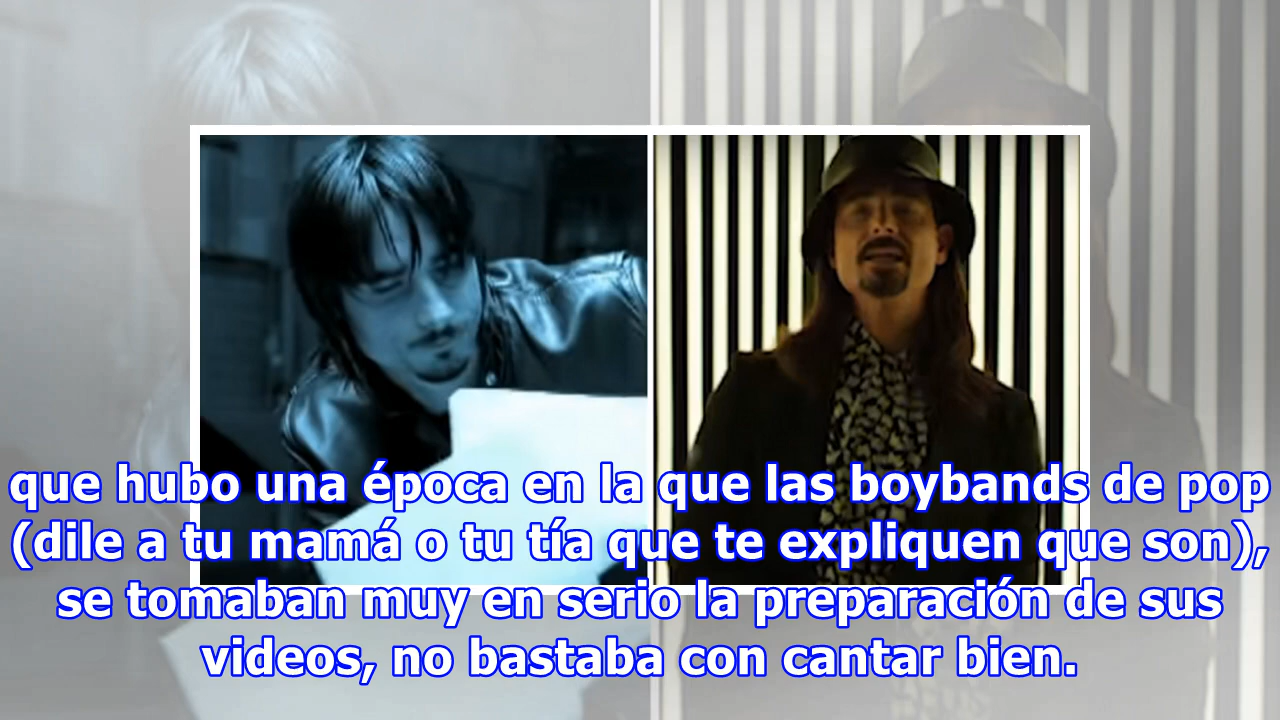 que hubo una época en la que las boybands de pop
(dile a tu mamá o tu tía que te expliquen que son),
se tomaban muy en serio la preparación de sus
videos, no bastaba con cantar bien.